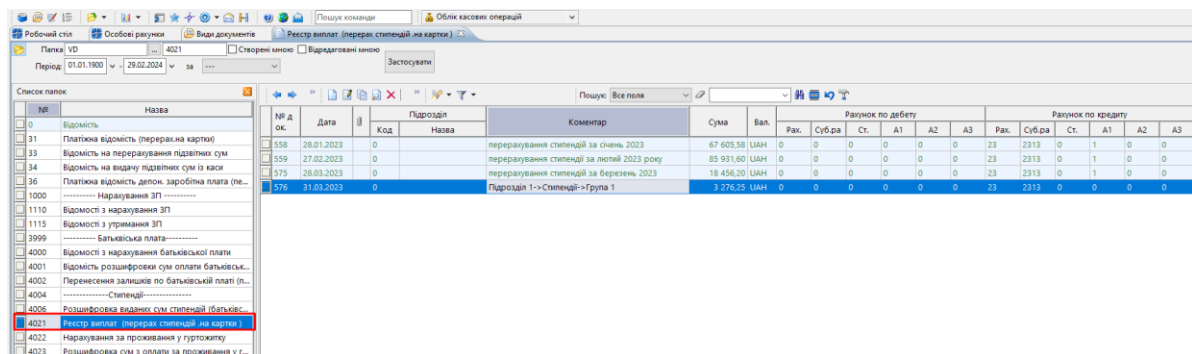 Пошук команди Облік касових операцій
Робочий стіл Особові рахунки Види документів Реєстр виплат (перерах стипендій .на картки )
Папка VD ... 4021 Створені мною Відредаговані мною
Період: 01.01.1900 - 29.02.2024 за --- Застосувати
Список папок
Пошук: Все поля
№ Назва
0 Відомість
31 Платіжна відомість (перерах.на картки)
33 Відомість на перерахування підзвітних сум
34 Відомість на видачу підзвітних сум із каси
36 Платіжна відомість депон. заробітна плата (пе...
1000 ---------- Нарахування ЗП ----------
1110 Відомості з нарахування ЗП
1115 Відомості з утримання ЗП
3999 ---------- Батьквіська плата----------
4000 Відомості з нарахування батьківської плати
4001 Відомість розшифровки сум оплати батьківськ...
4002 Перенесення залишків по батьківській платі (п...
4004 --------------Стипендії---------------
4006 Розшифровка виданих сум стипендій (батьківс...
4021 Реєстр виплат (перерах стипендій .на картки )
4022 Нарахування за проживання у гуртожитку
4023 Розшифровка сум з оплати за проживання у г...
№ д ок. Дата Підрозділ Коментар Сума Вал. Рахунок по дебету Рахунок по кредиту
Код Назва Рах. Суб.ра Ст. А1 А2 А3 Рах. Суб.ра Ст. А1 А2 А3
558 28.01.2023 0 перерахування стипендій за січень 2023 67 605,58 UAH 0 0 0 0 0 0 23 2313 0 1 0 0
559 27.02.2023 0 перерахування стипендії за лютий 2023 року 85 931,60 UAH 0 0 0 0 0 0 23 2313 0 1 0 0
575 28.03.2023 0 перерахування стипендій за березень 2023 18 456,20 UAH 0 0 0 0 0 0 23 2313 0 1 0 0
576 31.03.2023 0 Підрозділ 1->Стипендії->Група 1 3 276,25 UAH 0 0 0 0 0 0 23 2313 0 0 0 0